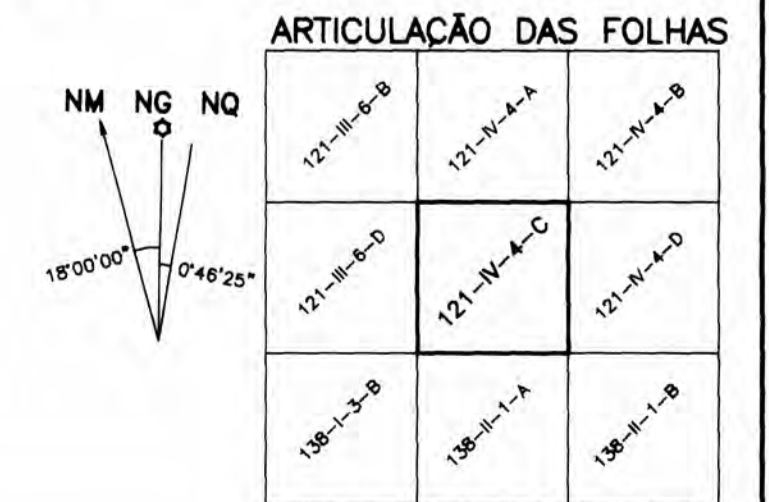 ARTICULAÇÃO DAS FOLHAS
NM NG NQ
18°00'00"
0°46'25"
121-III-6-B
121-IV-4-A
121-IV-4-B
121-III-6-D
121-IV-4-C
121-IV-4-D
138-I-3-B
138-II-1-A
138-II-1-B